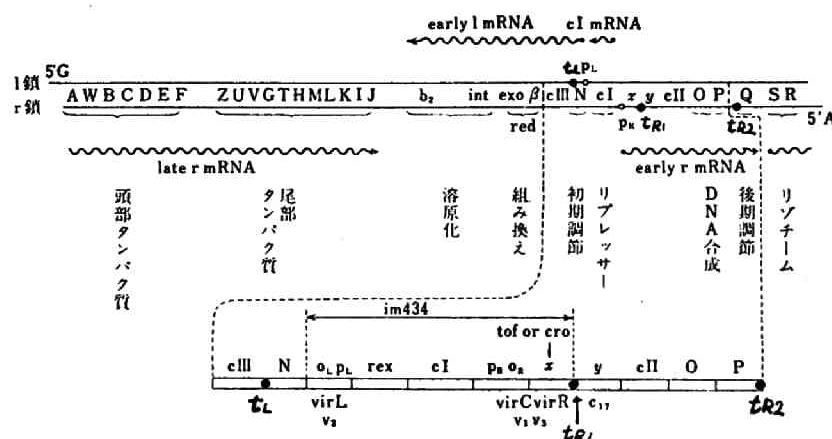 early l mRNA cI mRNA
5'G tL pL
l鎖
A W B C D E F Z U V G T H M L K I J b₂ int exo β cIII N cI x y cII O P Q S R
r鎖 5'A
red pR tR1 tR2
late r mRNA early r mRNA
頭部タンパク質
尾部タンパク質
溶原化
組み換え
初期調節
リプレッサー
DNA合成
後期調節
リゾチーム
im434
tof or cro
cIII N oL pL rex cI pR oR x y cII O P
tL virL virC virR c₁₇ tR2
v₂ v₁ v₃ tR1